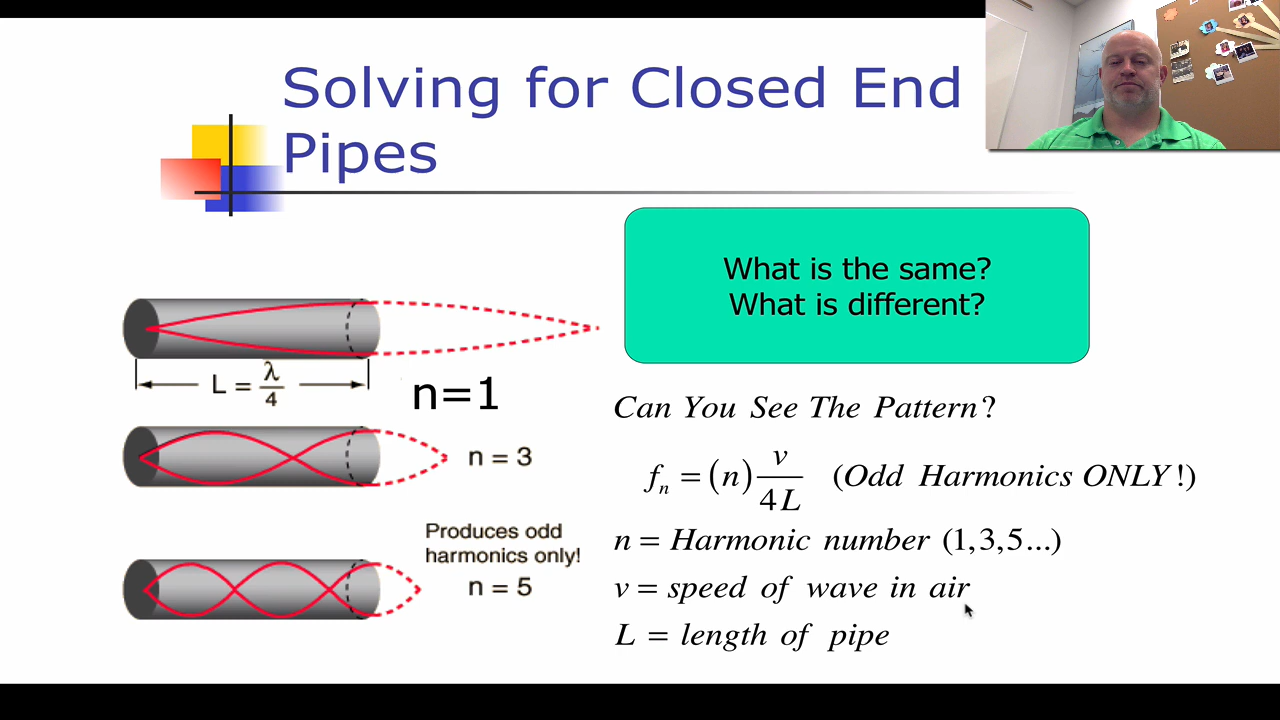 Solving for Closed End
Pipes
What is the same?
What is different?
L = λ/4
n=1
n = 3
Produces odd
harmonics only!
n = 5
Can You See The Pattern?
fₙ = (n) v/4L (Odd Harmonics ONLY!)
n = Harmonic number (1,3,5...)
v = speed of wave in air
L = length of pipe